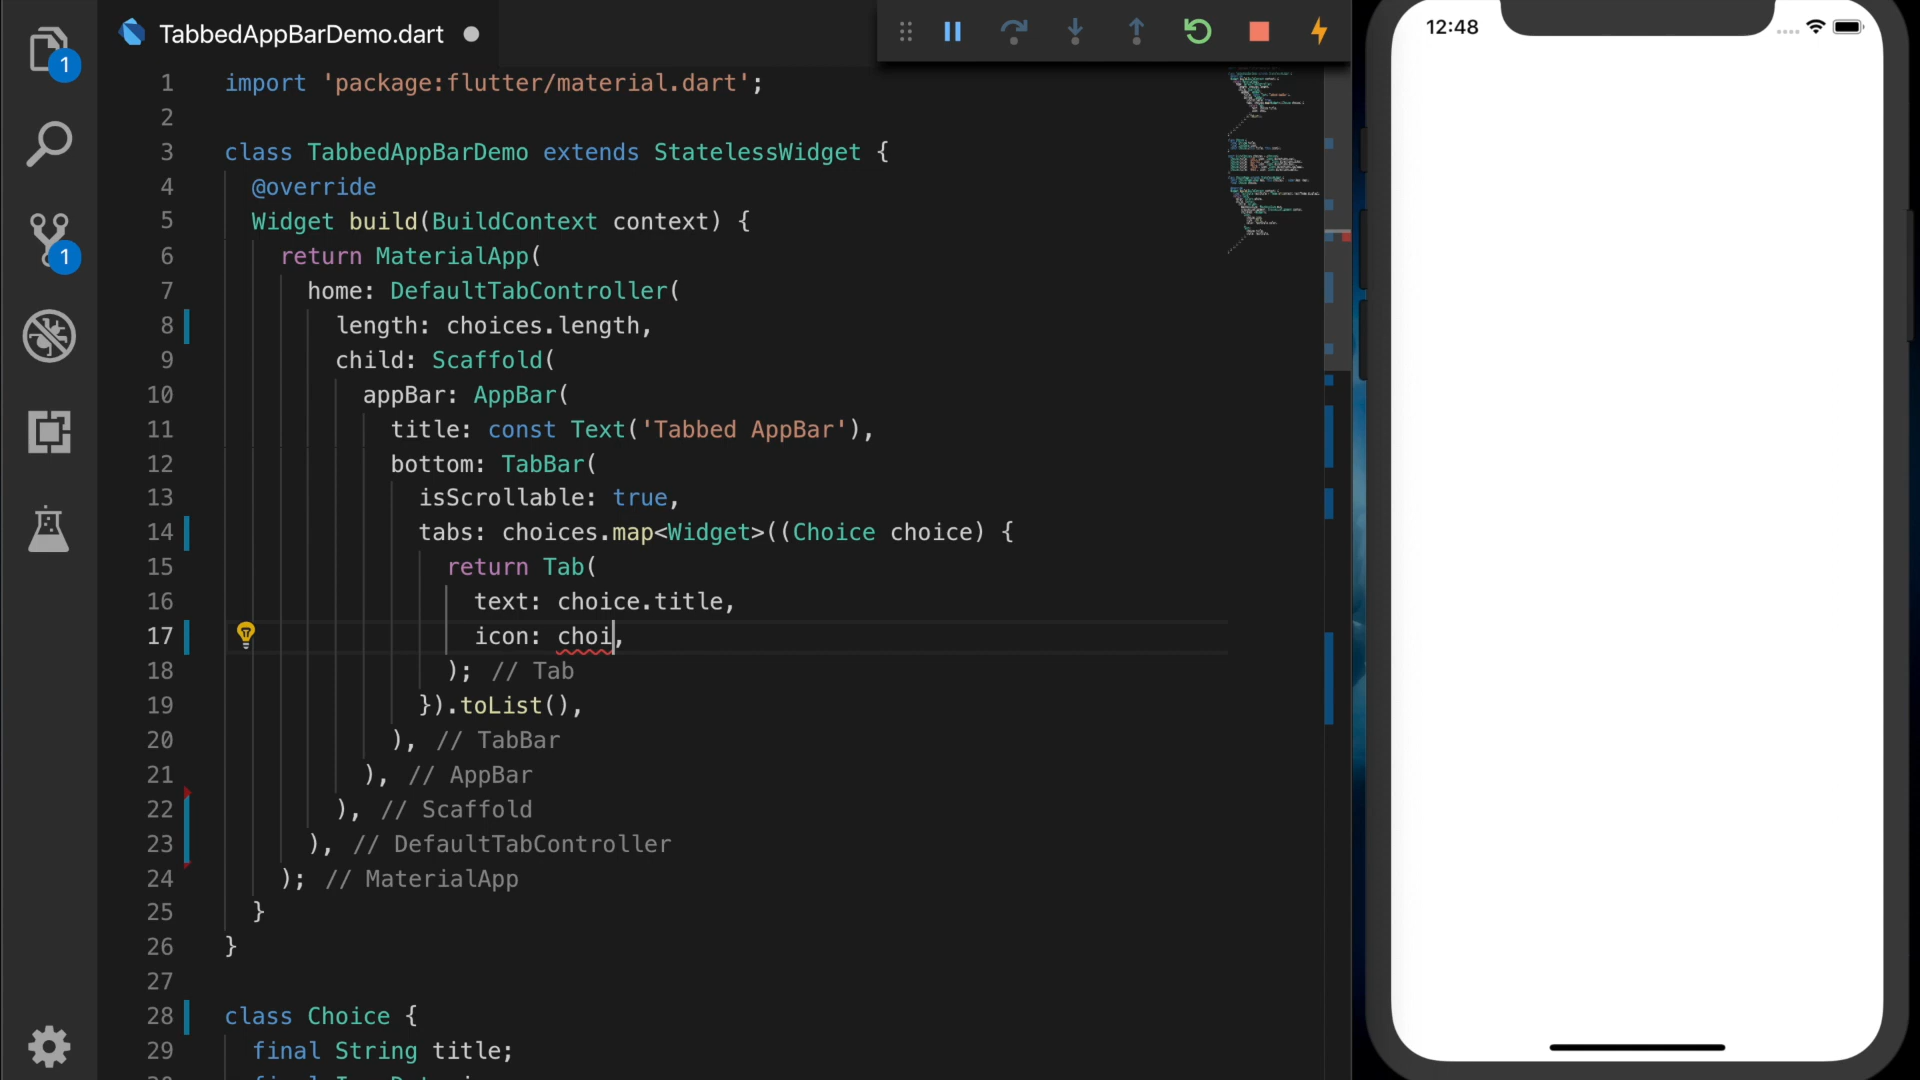 TabbedAppBarDemo.dart
1
1
1 import 'package:flutter/material.dart';
2
3 class TabbedAppBarDemo extends StatelessWidget {
4 @override
5 Widget build(BuildContext context) {
6 return MaterialApp(
7 home: DefaultTabController(
8 length: choices.length,
9 child: Scaffold(
10 appBar: AppBar(
11 title: const Text('Tabbed AppBar'),
12 bottom: TabBar(
13 isScrollable: true,
14 tabs: choices.map<Widget>((Choice choice) {
15 return Tab(
16 text: choice.title,
17 icon: choi,
18 ); // Tab
19 }).toList(),
20 ), // TabBar
21 ), // AppBar
22 ), // Scaffold
23 ), // DefaultTabController
24 ); // MaterialApp
25 }
26 }
27
28 class Choice {
29 final String title;
12:48